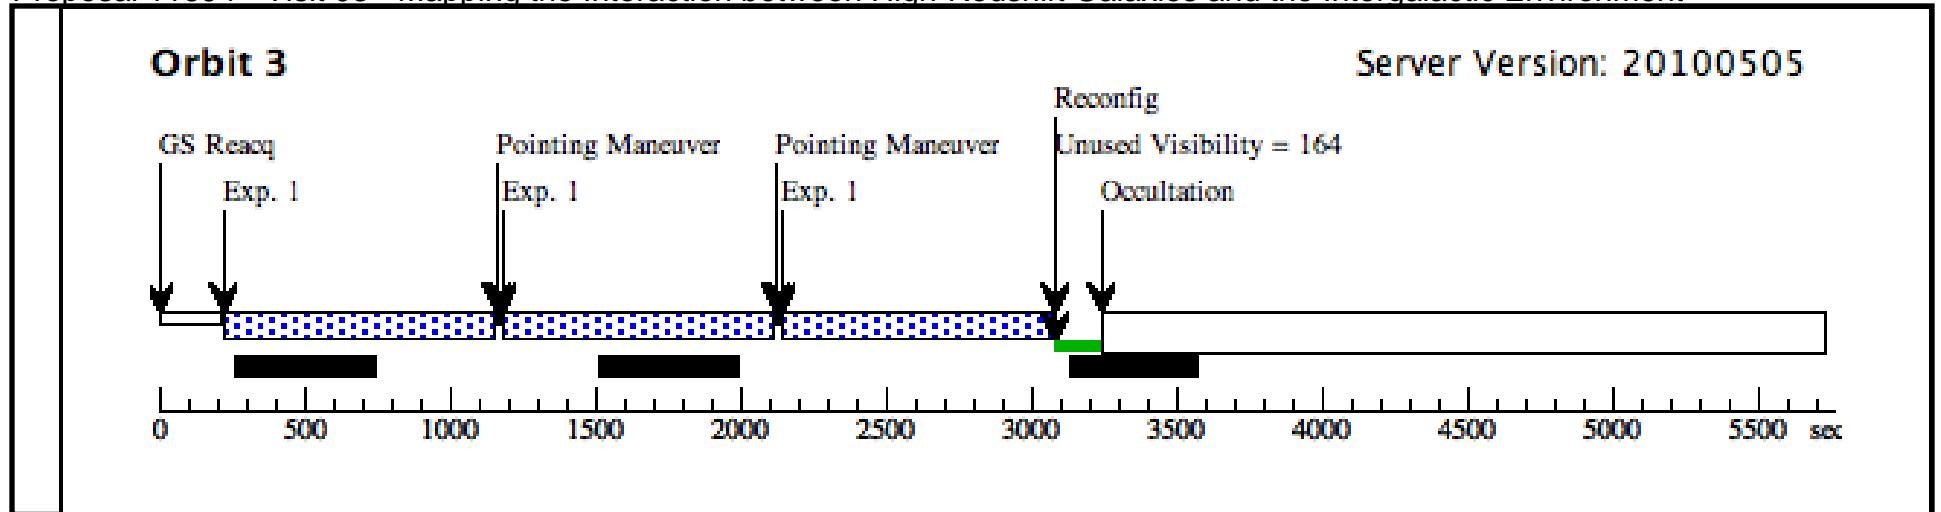 Orbit 3
Server Version: 20100505
Reconfig
GS Reacq
Pointing Maneuver
Pointing Maneuver
Unused Visibility = 164
Exp. 1
Exp. 1
Exp. 1
Occultation
0 500 1000 1500 2000 2500 3000 3500 4000 4500 5000 5500 sec